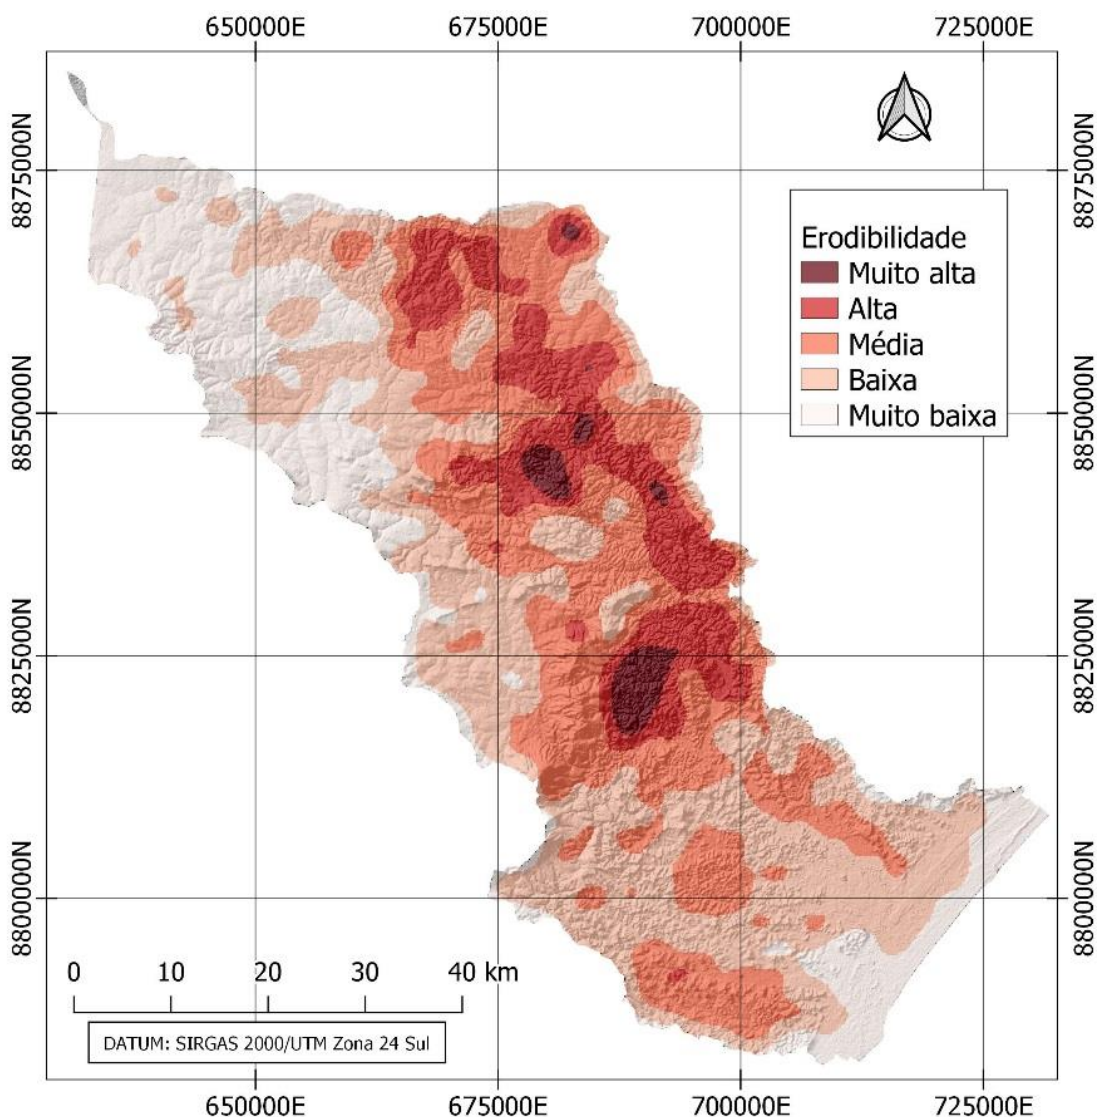 650000E 675000E 700000E 725000E
8875000N 8875000N
Erodibilidade
Muito alta
Alta
Média
Baixa
Muito baixa
8850000N 8850000N
8825000N 8825000N
8800000N 8800000N
0 10 20 30 40 km
DATUM: SIRGAS 2000/UTM Zona 24 Sul
650000E 675000E 700000E 725000E